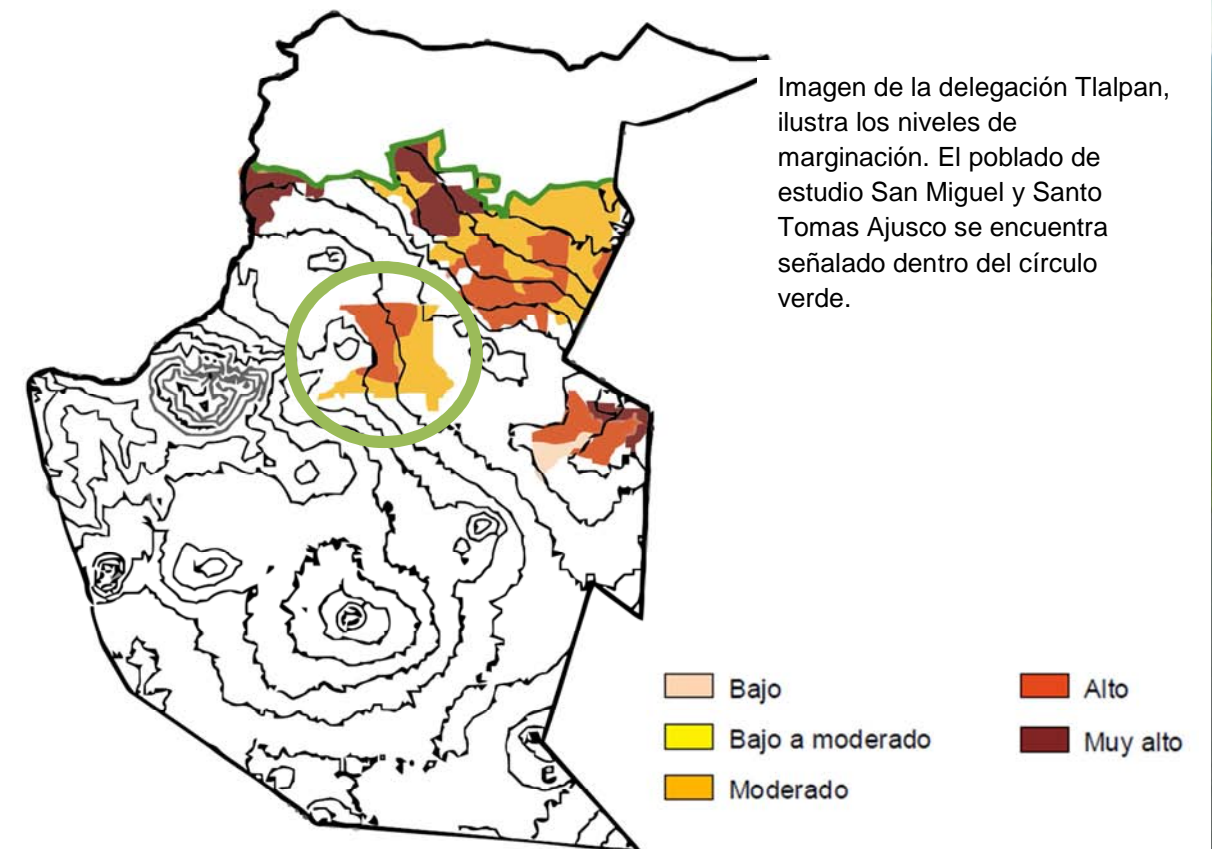 Imagen de la delegación Tlalpan,
ilustra los niveles de
marginación. El poblado de
estudio San Miguel y Santo
Tomas Ajusco se encuentra
señalado dentro del círculo
verde.
Bajo
Bajo a moderado
Moderado
Alto
Muy alto